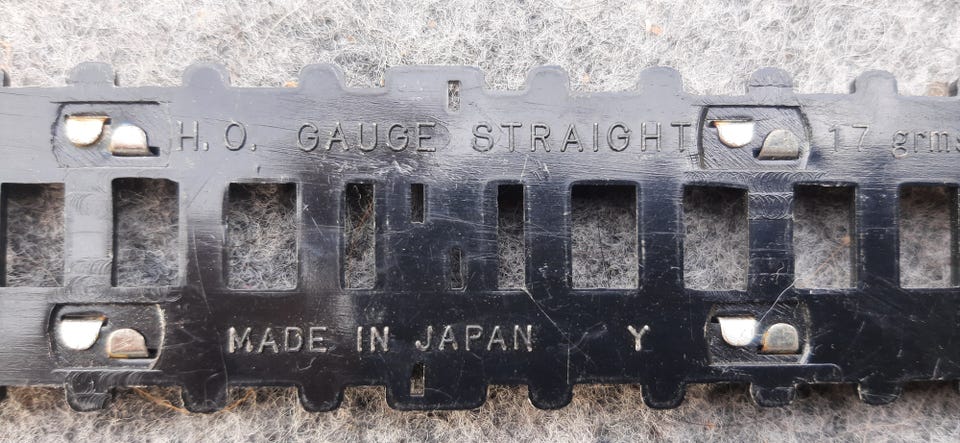 H.O. GAUGE STRAIGHT 17 grms
MADE IN JAPAN Y